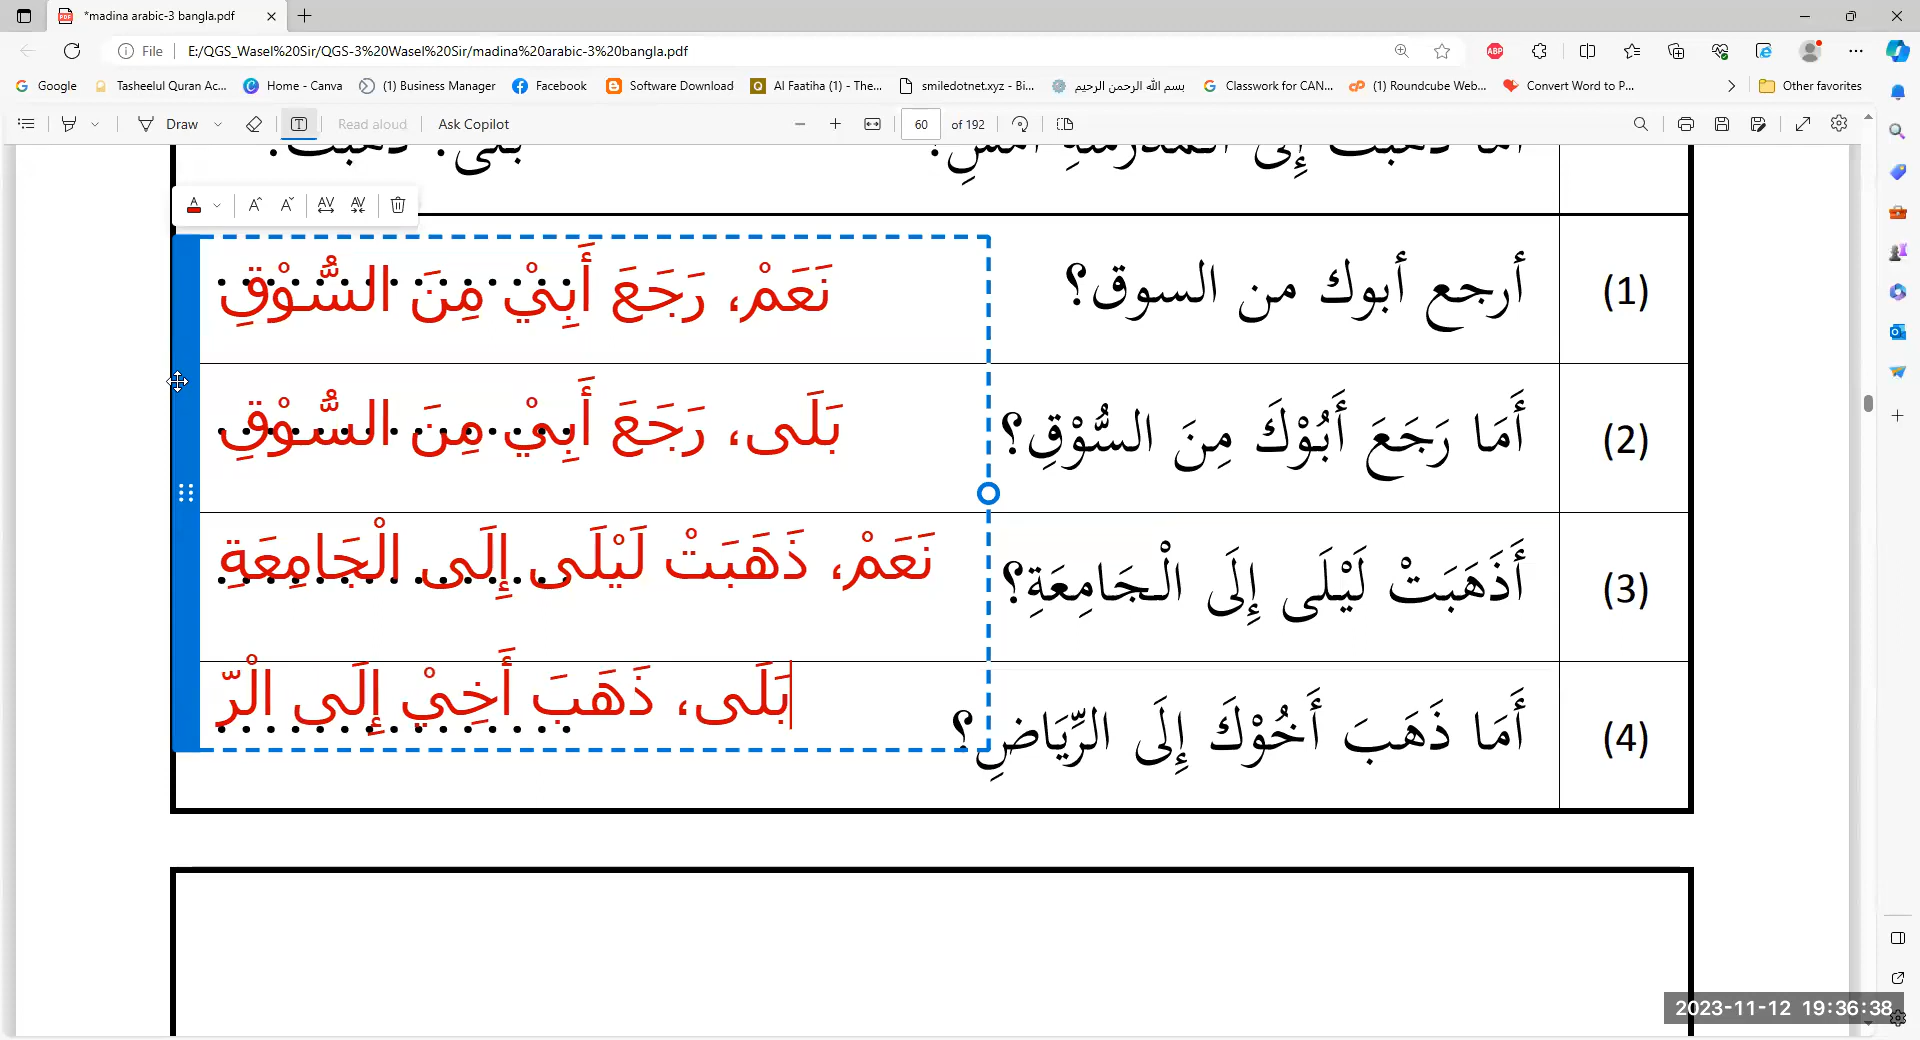 *madina arabic-3 bangla.pdf
File E:/QGS_Wasel%20Sir/QGS-3%20Wasel%20Sir/madina%20arabic-3%20bangla.pdf
ABP
Google Tasheelul Quran Ac... Home - Canva (1) Business Manager Facebook Software Download Al Faatiha (1) - The... smiledotnet.xyz - Bi... بسم الله الرحمن الرحيم Classwork for CAN... (1) Roundcube Web... Convert Word to P... Other favorites
Draw Read aloud Ask Copilot 60 of 192
أَرجع أبوك من السوق؟ (1)
نَعَمْ، رَجَعَ أَبِيْ مِنَ السُّوْقِ
(2) أَمَا رَجَعَ أَبُوْكَ مِنَ السُّوْقِ؟
بَلَى، رَجَعَ أَبِيْ مِنَ السُّوْقِ
(3) أَذَهَبَتْ لَيْلَى إِلَى الْجَامِعَةِ؟
نَعَمْ، ذَهَبَتْ لَيْلَى إِلَى الْجَامِعَةِ
(4) أَمَا ذَهَبَ أَخُوْكَ إِلَى الرِّيَاضِ؟
بَلَى، ذَهَبَ أَخِيْ إِلَى الْرّ
2023-11-12 19:36:38